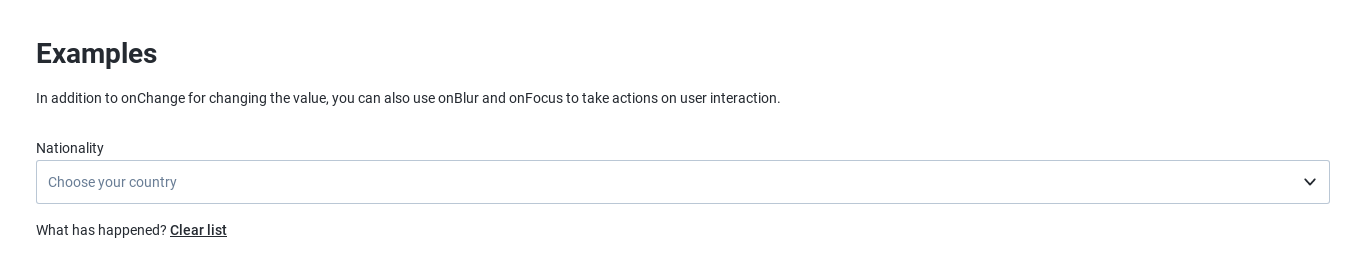 Examples
In addition to onChange for changing the value, you can also use onBlur and onFocus to take actions on user interaction.
Nationality
Choose your country
What has happened? Clear list